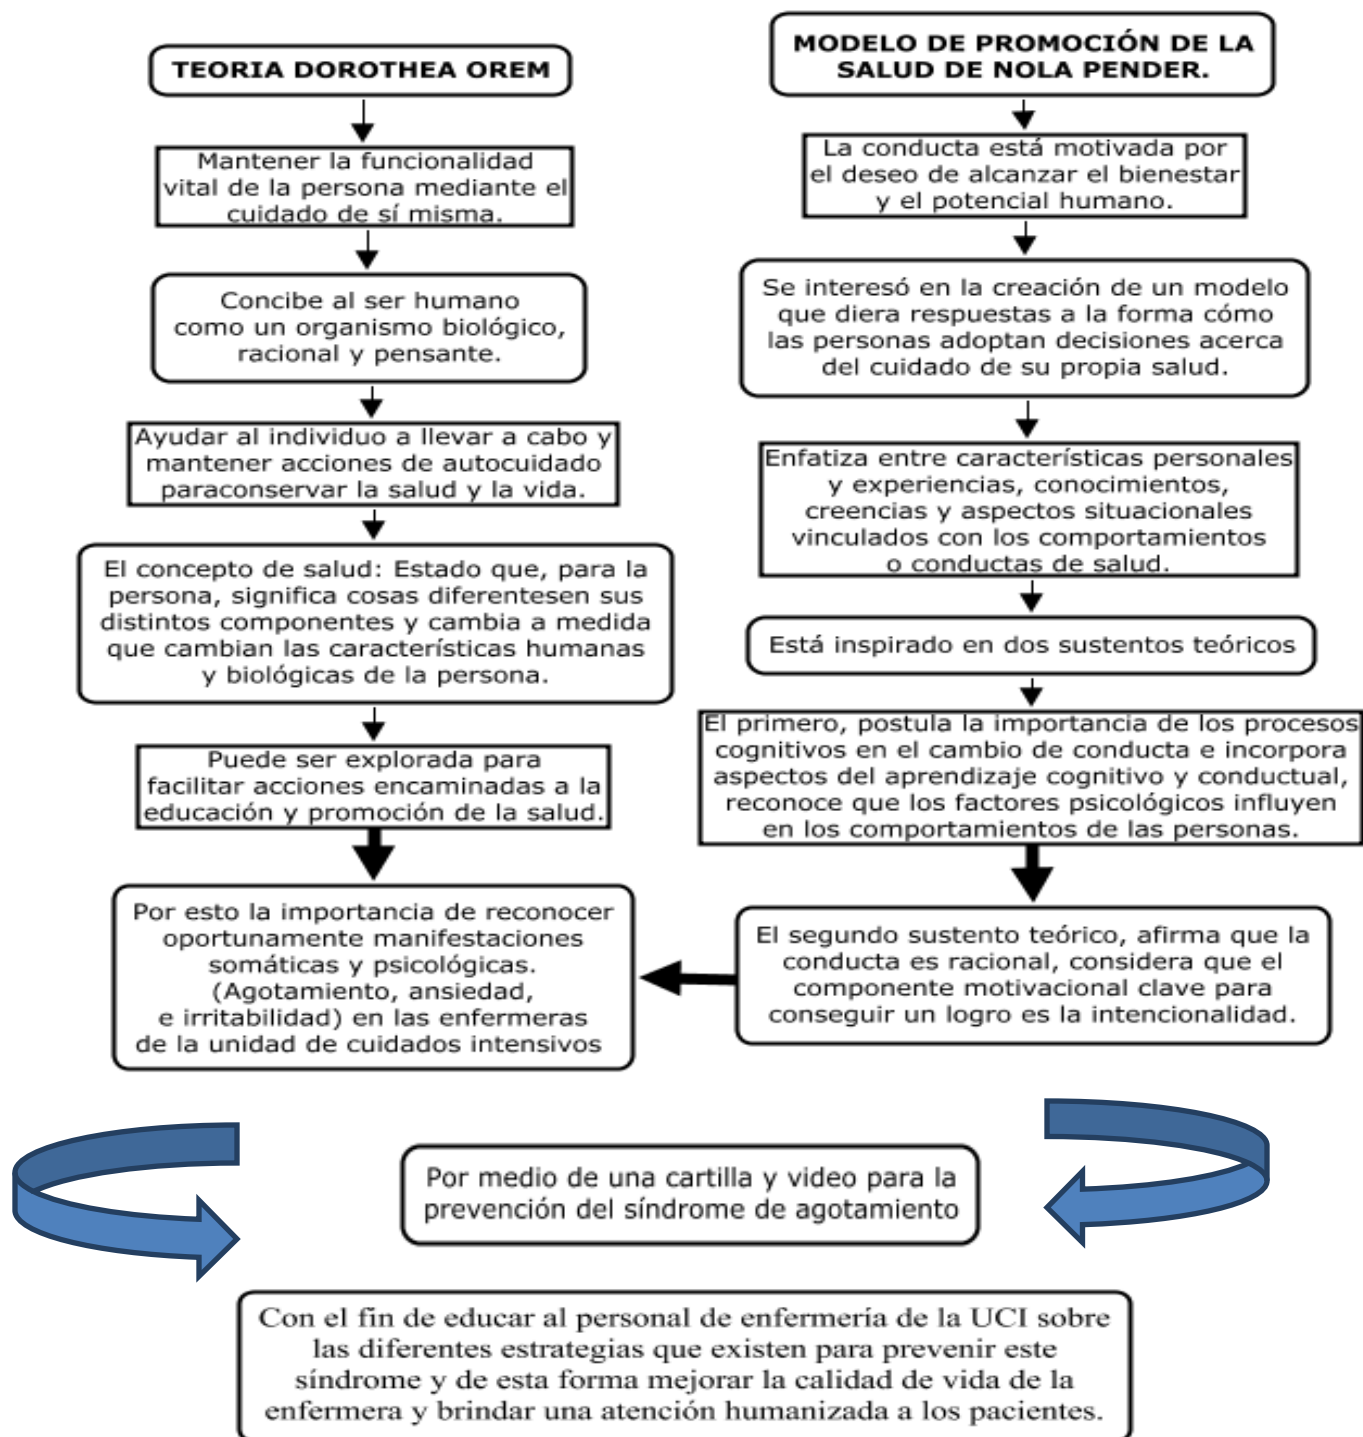 TEORIA DOROTHEA OREM
Mantener la funcionalidad
vital de la persona mediante el
cuidado de sí misma.
Concibe al ser humano
como un organismo biológico,
racional y pensante.
Ayudar al individuo a llevar a cabo y
mantener acciones de autocuidado
paraconservar la salud y la vida.
El concepto de salud: Estado que, para la
persona, significa cosas diferentesen sus
distintos componentes y cambia a medida
que cambian las características humanas
y biológicas de la persona.
Puede ser explorada para
facilitar acciones encaminadas a la
educación y promoción de la salud.
Por esto la importancia de reconocer
oportunamente manifestaciones
somáticas y psicológicas.
(Agotamiento, ansiedad,
e irritabilidad) en las enfermeras
de la unidad de cuidados intensivos
MODELO DE PROMOCIÓN DE LA
SALUD DE NOLA PENDER.
La conducta está motivada por
el deseo de alcanzar el bienestar
y el potencial humano.
Se interesó en la creación de un modelo
que diera respuestas a la forma cómo
las personas adoptan decisiones acerca
del cuidado de su propia salud.
Enfatiza entre características personales
y experiencias, conocimientos,
creencias y aspectos situacionales
vinculados con los comportamientos
o conductas de salud.
Está inspirado en dos sustentos teóricos
El primero, postula la importancia de los procesos
cognitivos en el cambio de conducta e incorpora
aspectos del aprendizaje cognitivo y conductual,
reconoce que los factores psicológicos influyen
en los comportamientos de las personas.
El segundo sustento teórico, afirma que la
conducta es racional, considera que el
componente motivacional clave para
conseguir un logro es la intencionalidad.
Por medio de una cartilla y video para la
prevención del síndrome de agotamiento
Con el fin de educar al personal de enfermería de la UCI sobre
las diferentes estrategias que existen para prevenir este
síndrome y de esta forma mejorar la calidad de vida de la
enfermera y brindar una atención humanizada a los pacientes.